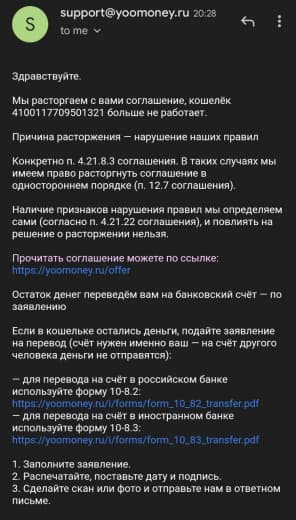 S
support@yoomoney.ru 20:28
to me
Здравствуйте.
Мы расторгаем с вами соглашение, кошелёк
4100117709501321 больше не работает.
Причина расторжения — нарушение наших правил
Конкретно п. 4.21.8.3 соглашения. В таких случаях мы
имеем право расторгнуть соглашение в
одностороннем порядке (п. 12.7 соглашения).
Наличие признаков нарушения правил мы определяем
сами (согласно п. 4.21.22 соглашения), и повлиять на
решение о расторжении нельзя.
Прочитать соглашение можете по ссылке:
https://yoomoney.ru/offer
Остаток денег переведём вам на банковский счёт — по
заявлению
Если в кошельке остались деньги, подайте заявление
на перевод (счёт нужен именно ваш — на счёт другого
человека деньги не отправятся):
— для перевода на счёт в российском банке
используйте форму 10-8.2:
https://yoomoney.ru/i/forms/form_10_82_transfer.pdf
— для перевода на счёт в иностранном банке
используйте форму 10-8.3:
https://yoomoney.ru/i/forms/form_10_83_transfer.pdf
1. Заполните заявление.
2. Распечатайте, поставьте дату и подпись.
3. Сделайте скан или фото и отправьте нам в ответном
письме.